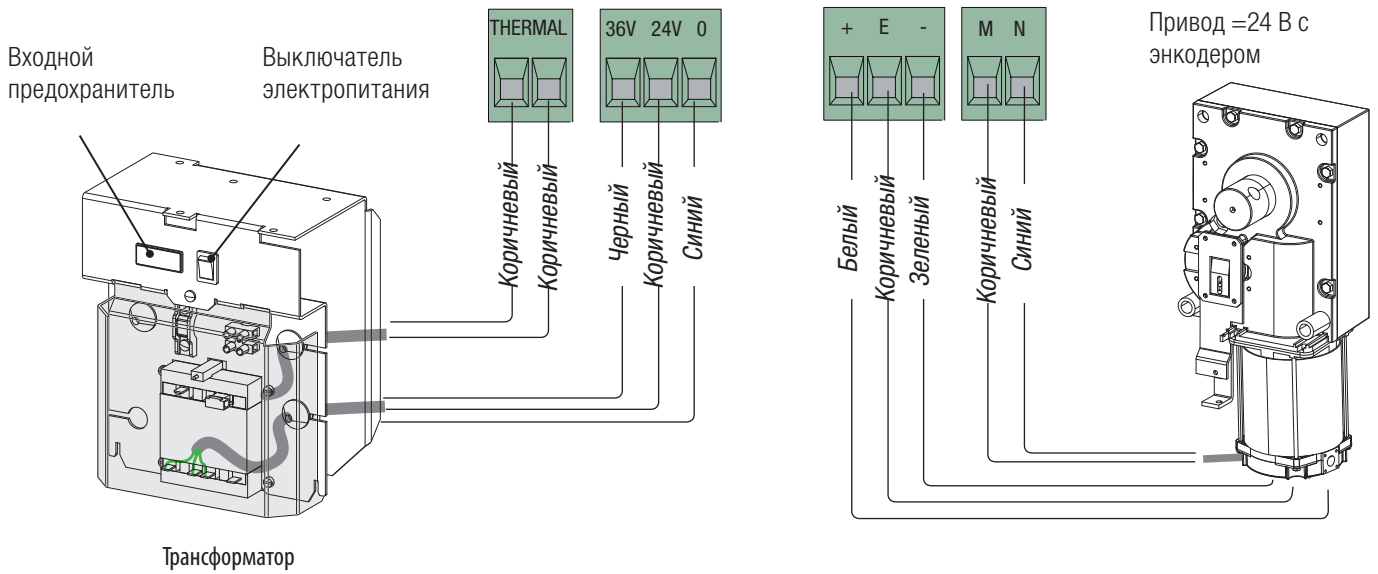 Входной
предохранитель
Выключатель
электропитания
THERMAL
36V 24V 0
+ E -
M N
Привод =24 В с
энкодером
Коричневый
Коричневый
Черный
Коричневый
Синий
Белый
Коричневый
Зеленый
Коричневый
Синий
Трансформатор